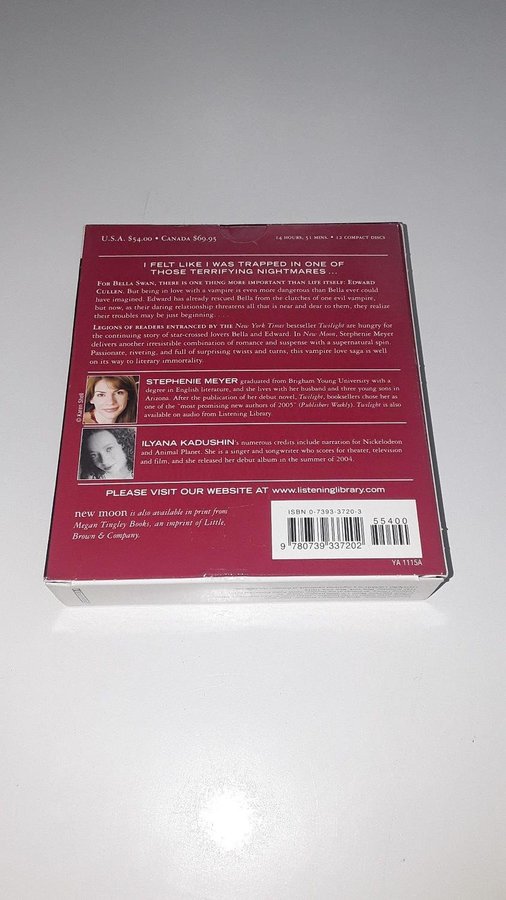 U.S.A. $54.00 • CANADA $69.95
14 HOURS, 51 MINS. • 12 COMPACT DISCS
I FELT LIKE I WAS TRAPPED IN ONE OF
THOSE TERRIFYING NIGHTMARES . . .
FOR BELLA SWAN, THERE IS ONE THING MORE IMPORTANT THAN LIFE ITSELF: EDWARD
CULLEN. But being in love with a vampire is even more dangerous than Bella ever could
have imagined. Edward has already rescued Bella from the clutches of one evil vampire,
but now, as their daring relationship threatens all that is near and dear to them, they realize
their troubles may be just beginning. . . .
LEGIONS OF READERS ENTRANCED BY THE New York Times bestseller Twilight are hungry for
the continuing story of star-crossed lovers Bella and Edward. In New Moon, Stephenie Meyer
delivers another irresistible combination of romance and suspense with a supernatural spin.
Passionate, riveting, and full of surprising twists and turns, this vampire love saga is well
on its way to literary immortality.
© Karen Shell
STEPHENIE MEYER graduated from Brigham Young University with a
degree in English literature, and she lives with her husband and three young sons in
Arizona. After the publication of her debut novel, Twilight, booksellers chose her as
one of the "most promising new authors of 2005" (Publishers Weekly). Twilight is also
available on audio from Listening Library.
ILYANA KADUSHIN's numerous credits include narration for Nickelodeon
and Animal Planet. She is a singer and songwriter who scores for theater, television
and film, and she released her debut album in the summer of 2004.
PLEASE VISIT OUR WEBSITE AT www.listeninglibrary.com
new moon is also available in print from
Megan Tingley Books, an imprint of Little,
Brown & Company.
ISBN 0-7393-3720-3
55400
9 780739 337202
YA 1115A